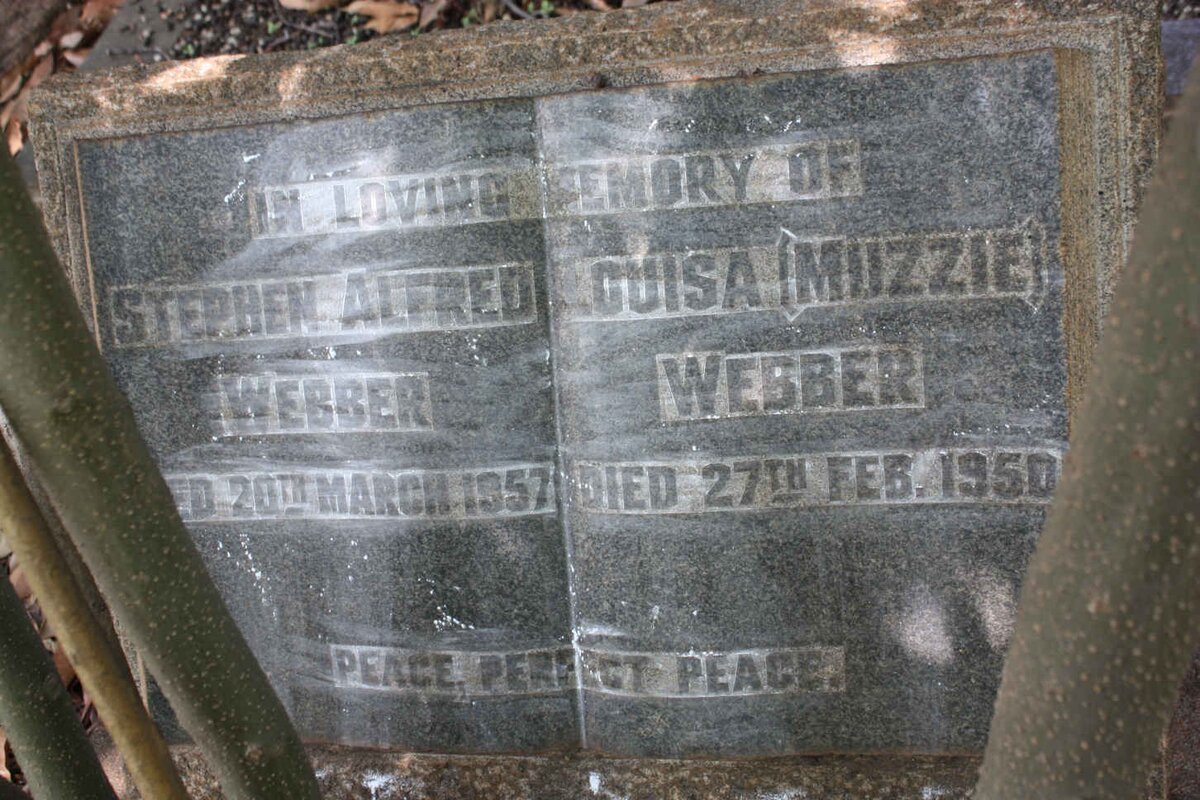 IN LOVING MEMORY OF
STEPHEN ALFRED
WEBBER
DIED 20TH MARCH 1957
LOUISA (MUZZIE)
WEBBER
DIED 27TH FEB. 1950
PEACE, PERFECT PEACE.